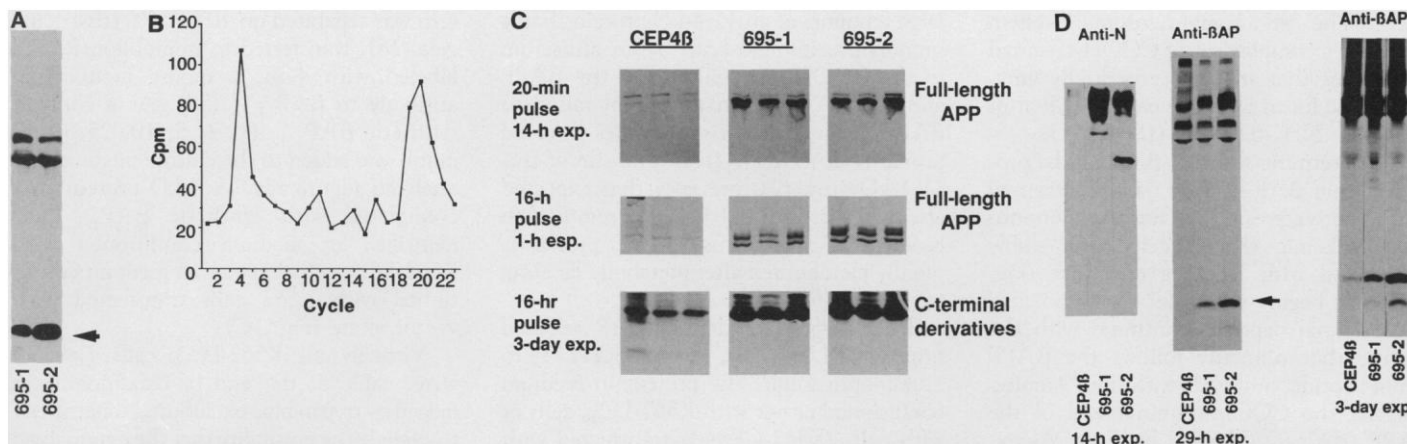 A
695-1
695-2
B
Cpm
120
100
80
60
40
20
0
2 4 6 8 10 12 14 16 18 20 22
Cycle
C
CEP4ß 695-1 695-2
20-min
pulse
14-h exp.
Full-length
APP
16-h
pulse
1-h esp.
Full-length
APP
16-hr
pulse
3-day exp.
C-terminal
derivatives
D
Anti-N
CEP4ß
695-1
695-2
14-h exp.
Anti-ßAP
CEP4ß
695-1
695-2
29-h exp.
Anti-ßAP
CEP4ß
695-1
695-2
3-day exp